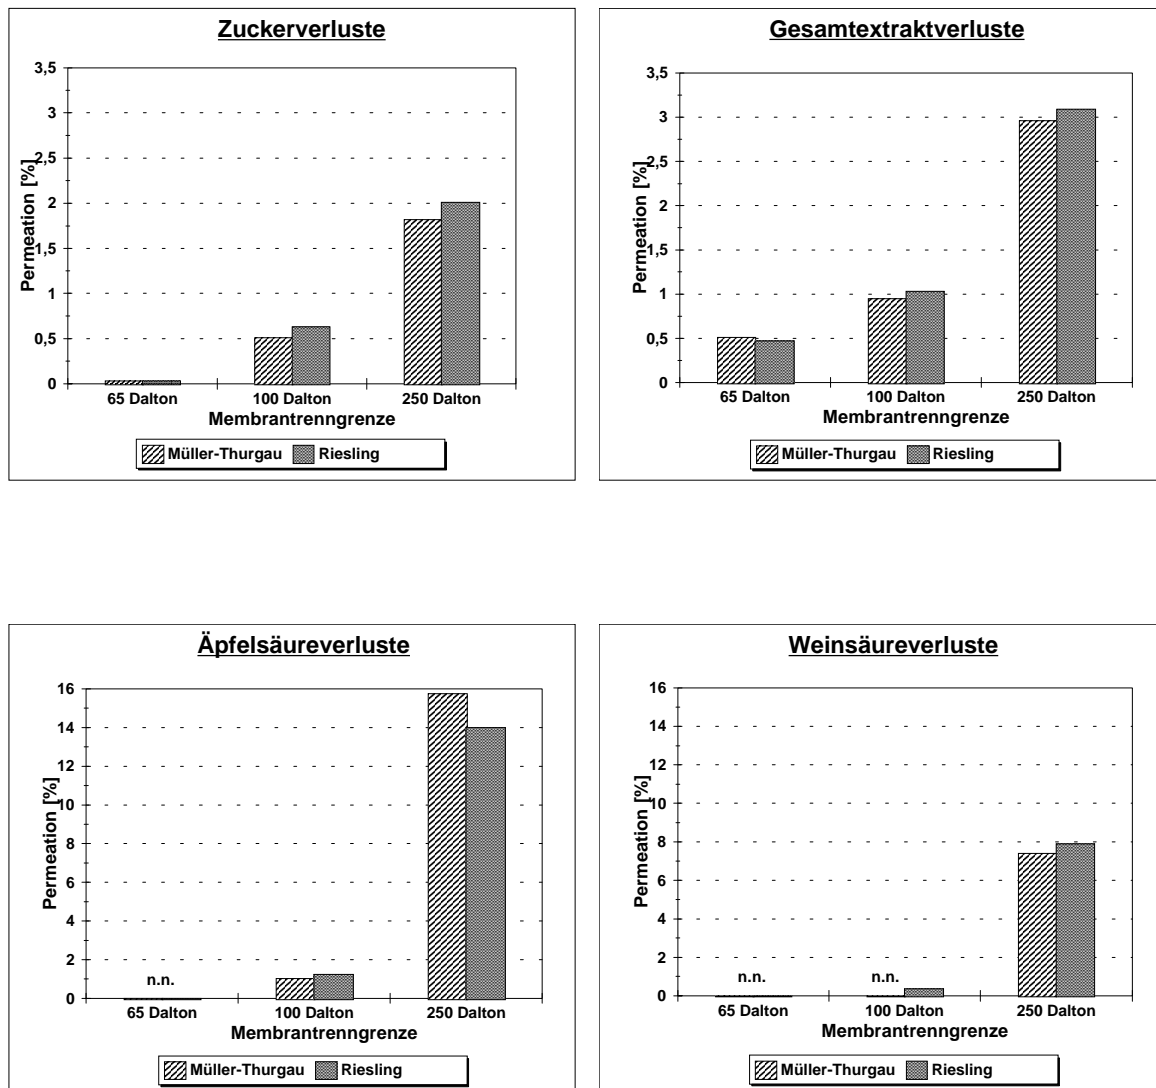 Zuckerverluste
3,5
3
2,5
2
1,5
1
0,5
0
Permeation [%]
65 Dalton 100 Dalton 250 Dalton
Membrantrenngrenze
Müller-Thurgau Riesling
Gesamtextraktverluste
3,5
3
2,5
2
1,5
1
0,5
0
Permeation [%]
65 Dalton 100 Dalton 250 Dalton
Membrantrenngrenze
Müller-Thurgau Riesling
Äpfelsäureverluste
16
14
12
10
8
6
4
2
0
Permeation [%]
n.n.
65 Dalton 100 Dalton 250 Dalton
Membrantrenngrenze
Müller-Thurgau Riesling
Weinsäureverluste
16
14
12
10
8
6
4
2
0
Permeation [%]
n.n. n.n.
65 Dalton 100 Dalton 250 Dalton
Membrantrenngrenze
Müller-Thurgau Riesling